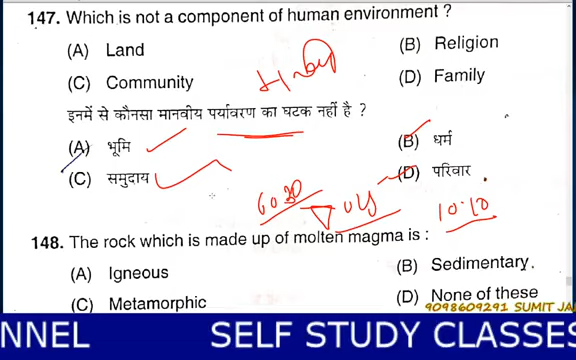 147. Which is not a component of human environment ?
(A) Land
(B) Religion
(C) Community
(D) Family
इनमें से कौनसा मानवीय पर्यावरण का घटक नहीं है ?
(A) भूमि
(B) धर्म
(C) समुदाय
(D) परिवार
10:10
148. The rock which is made up of molten magma is :
(A) Igneous
(B) Sedimentary
(C) Metamorphic
(D) None of these
9098609291 SUMIT JA
NNEL SELF STUDY CLASSES